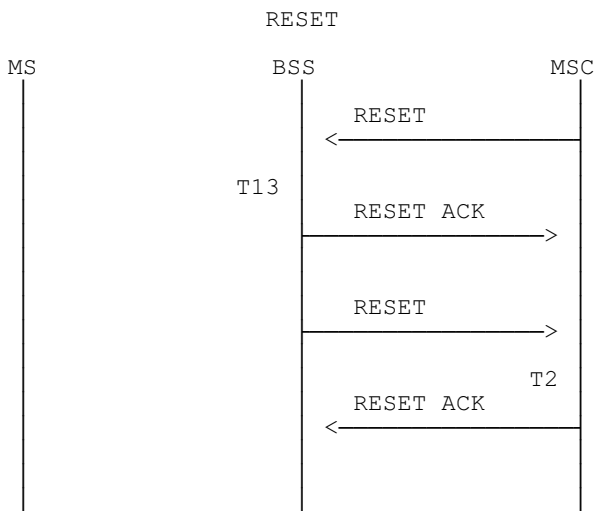 RESET
MS BSS MSC
RESET
T13
RESET ACK
RESET
T2
RESET ACK